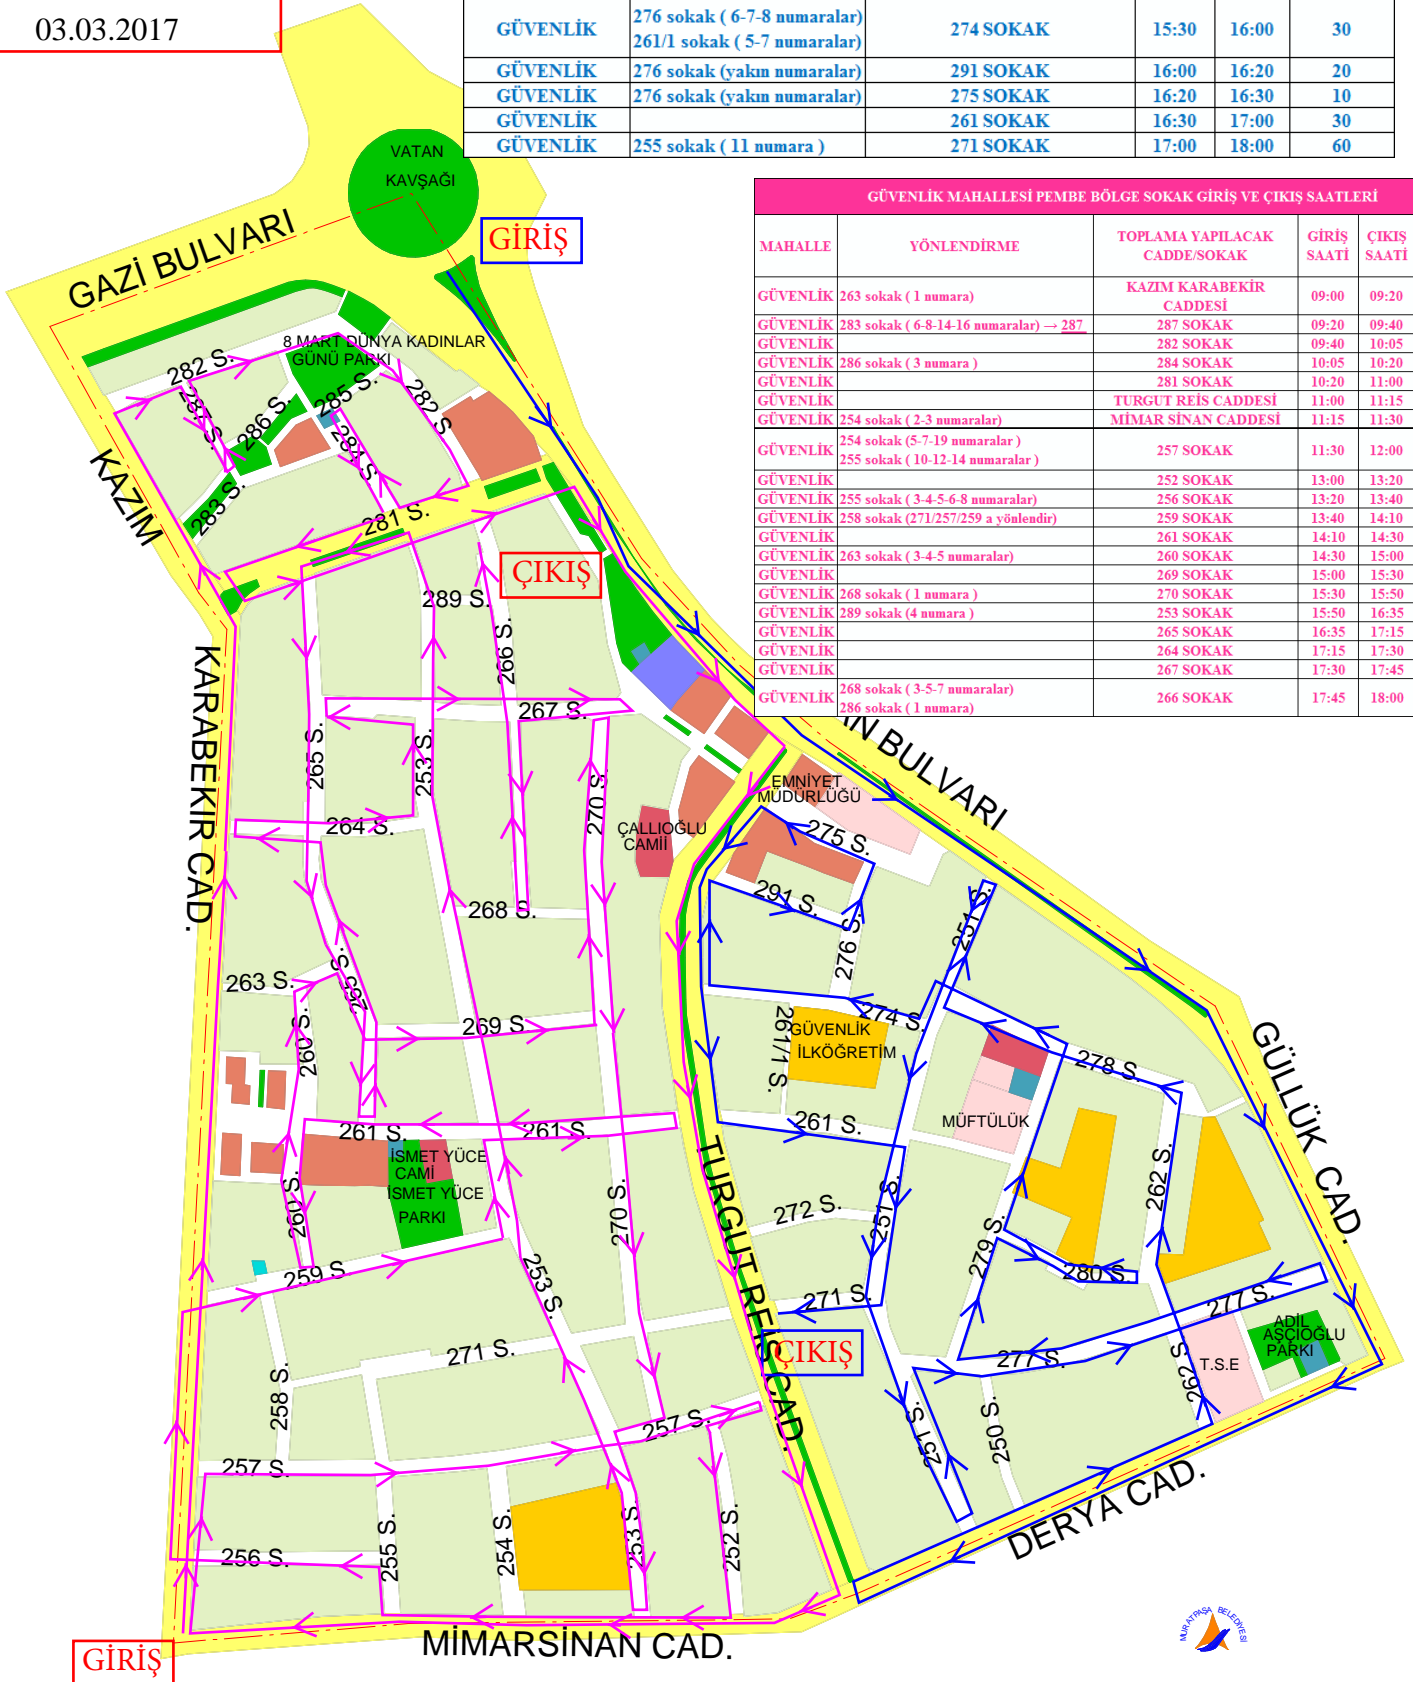 03.03.2017
GÜVENLİK 276 sokak ( 6-7-8 numaralar) 261/1 sokak ( 5-7 numaralar) 274 SOKAK 15:30 16:00 30
GÜVENLİK 276 sokak (yakın numaralar) 291 SOKAK 16:00 16:20 20
GÜVENLİK 276 sokak (yakın numaralar) 275 SOKAK 16:20 16:30 10
GÜVENLİK 261 SOKAK 16:30 17:00 30
GÜVENLİK 255 sokak ( 11 numara ) 271 SOKAK 17:00 18:00 60
GÜVENLİK MAHALLESİ PEMBE BÖLGE SOKAK GİRİŞ VE ÇIKIŞ SAATLERİ
MAHALLE YÖNLENDİRME TOPLAMA YAPILACAK CADDE/SOKAK GİRİŞ SAATİ ÇIKIŞ SAATİ
GÜVENLİK 263 sokak ( 1 numara) KAZIM KARABEKİR CADDESİ 09:00 09:20
GÜVENLİK 283 sokak ( 6-8-14-16 numaralar) → 287 287 SOKAK 09:20 09:40
GÜVENLİK 282 SOKAK 09:40 10:05
GÜVENLİK 286 sokak ( 3 numara ) 284 SOKAK 10:05 10:20
GÜVENLİK 281 SOKAK 10:20 11:00
GÜVENLİK TURGUT REİS CADDESİ 11:00 11:15
GÜVENLİK 254 sokak ( 2-3 numaralar) MİMAR SİNAN CADDESİ 11:15 11:30
GÜVENLİK 254 sokak (5-7-19 numaralar ) 255 sokak ( 10-12-14 numaralar ) 257 SOKAK 11:30 12:00
GÜVENLİK 252 SOKAK 13:00 13:20
GÜVENLİK 255 sokak ( 3-4-5-6-8 numaralar) 256 SOKAK 13:20 13:40
GÜVENLİK 258 sokak (271/257/259 a yönlendir) 259 SOKAK 13:40 14:10
GÜVENLİK 261 SOKAK 14:10 14:30
GÜVENLİK 263 sokak ( 3-4-5 numaralar) 260 SOKAK 14:30 15:00
GÜVENLİK 269 SOKAK 15:00 15:30
GÜVENLİK 268 sokak ( 1 numara ) 270 SOKAK 15:30 15:50
GÜVENLİK 289 sokak (4 numara ) 253 SOKAK 15:50 16:35
GÜVENLİK 265 SOKAK 16:35 17:15
GÜVENLİK 264 SOKAK 17:15 17:30
GÜVENLİK 267 SOKAK 17:30 17:45
GÜVENLİK 268 sokak ( 3-5-7 numaralar) 286 sokak ( 1 numara) 266 SOKAK 17:45 18:00
VATAN
KAVŞAĞI
GİRİŞ
GAZİ BULVARI
8 MART DÜNYA KADINLAR
GÜNÜ PARKI
282 S.
285 S.
282 S
287 S.
286 S.
284 S.
283 S.
KAZIM
281 S.
ÇIKIŞ
289 S.
266 S.
KARABEKIR CAD.
267 S.
265 S.
253 S.
270 S.
264 S.
AN BULVARI
EMNİYET
MÜDÜRLÜĞÜ
ÇALLIOĞLU
CAMİİ
275 S.
291 S.
268 S.
276 S.
251 S.
263 S.
265 S.
269 S.
260 S.
274 S.
261/1 S.
GÜVENLİK
İLKÖĞRETİM
278 S.
GÜLLÜK CAD.
MÜFTÜLÜK
261 S.
261 S.
261 S.
İSMET YÜCE
CAMİ
İSMET YÜCE
PARKI
TURGUT REİS CAD.
262 S.
260 S.
270 S.
272 S.
251 S.
279 S.
259 S
253 S.
280 S.
271 S.
277 S.
ÇIKIŞ
ADİL
AŞÇIOĞLU
PARKI
271 S.
277 S.
T.S.E
262 S.
258 S.
257 S.
251 S.
250 S.
257 S.
DERYA CAD.
256 S.
255 S.
254 S.
253 S.
252 S.
MİMARSİNAN CAD.
GİRİŞ
MURATPAŞA BELEDİYESİ